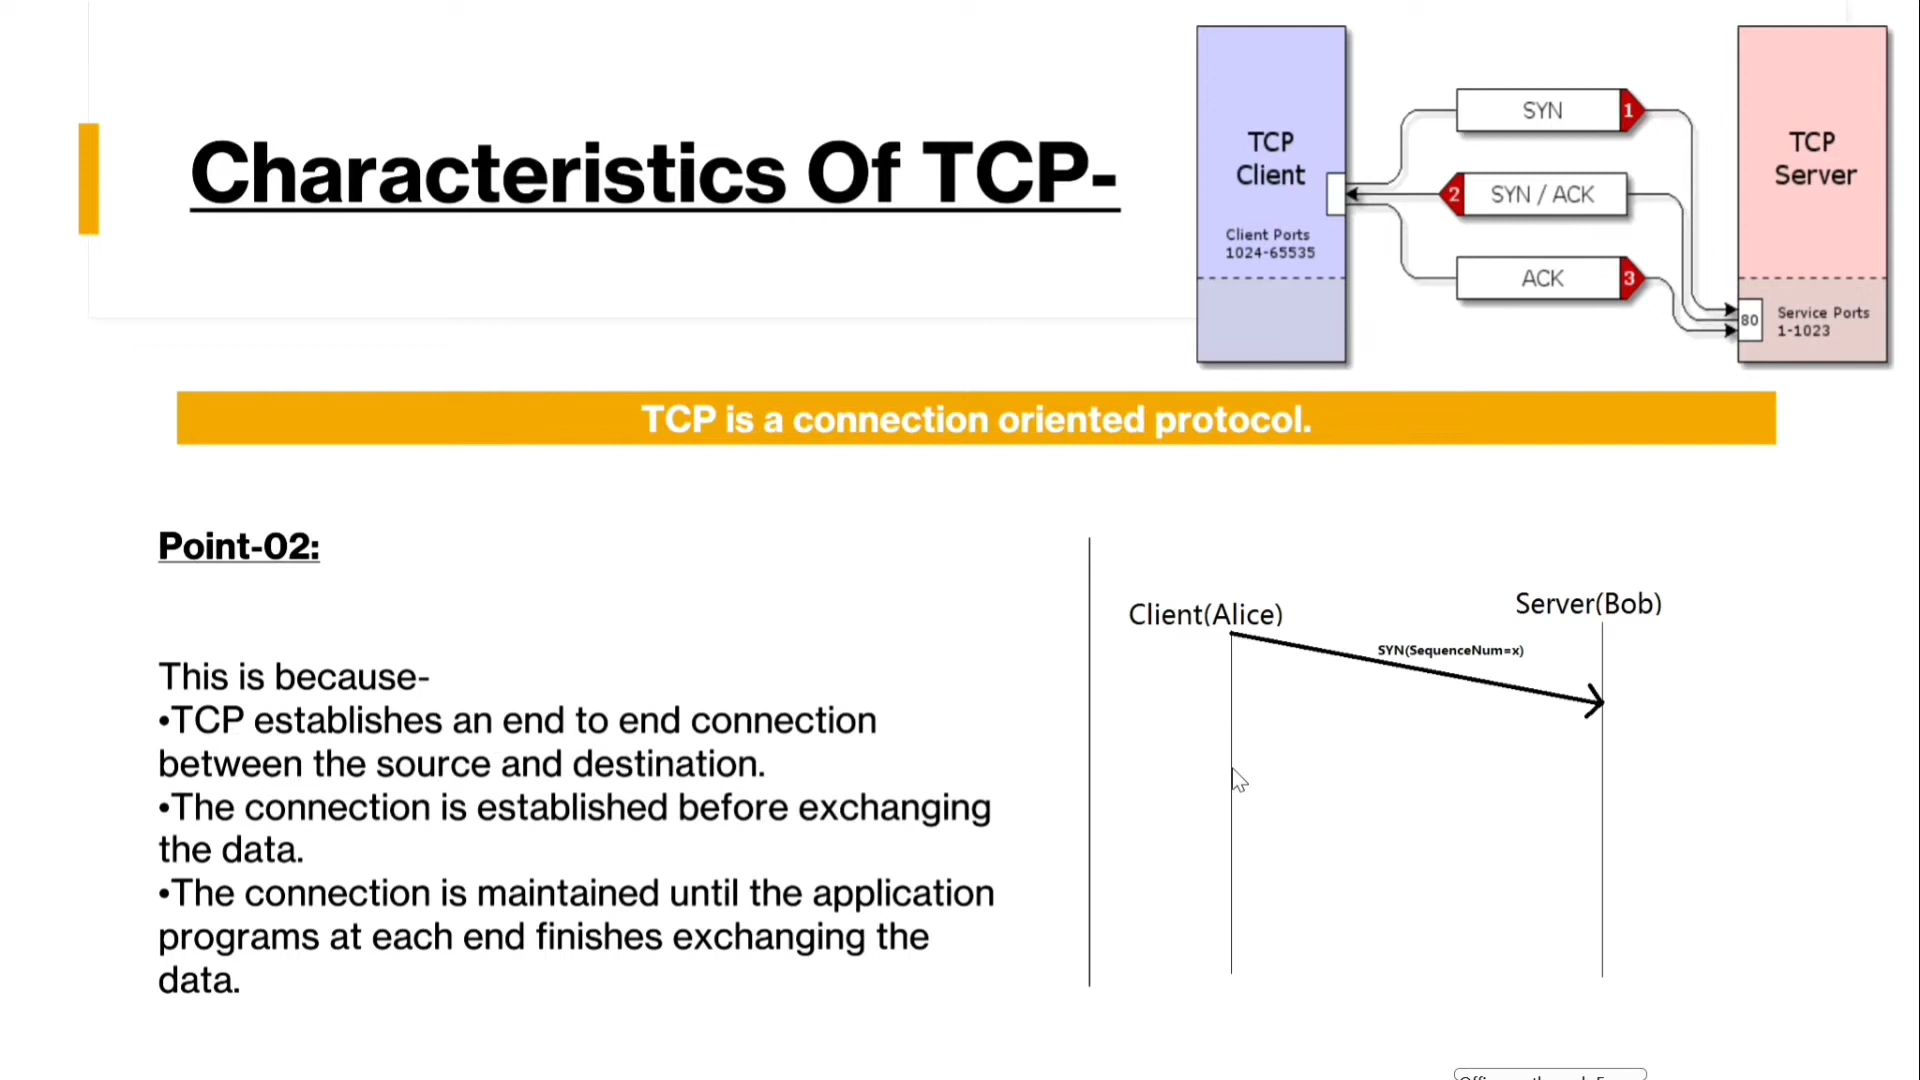 Characteristics Of TCP-
TCP
Client
Client Ports
1024-65535
SYN
1
2
SYN / ACK
ACK
3
TCP
Server
80
Service Ports
1-1023
TCP is a connection oriented protocol.
Point-02:
This is because-
•TCP establishes an end to end connection
between the source and destination.
•The connection is established before exchanging
the data.
•The connection is maintained until the application
programs at each end finishes exchanging the
data.
Client(Alice)
Server(Bob)
SYN(SequenceNum=x)